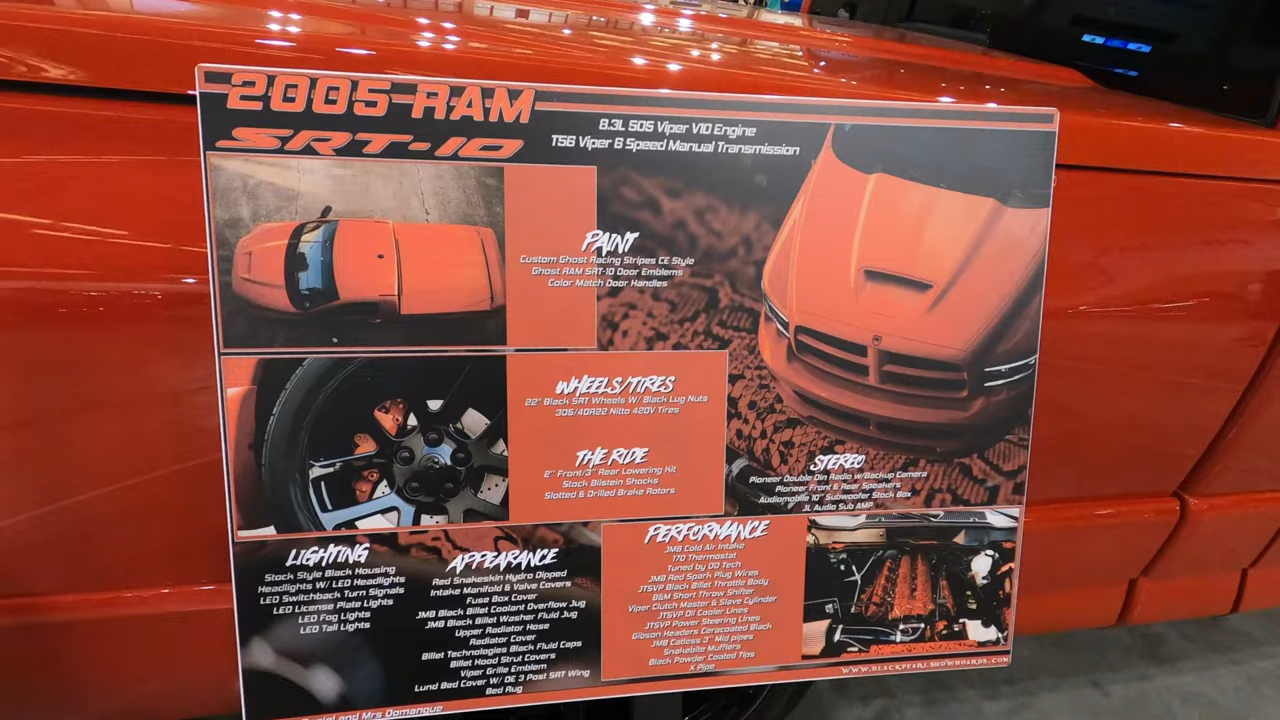 2005 RAM
SRT-10
8.3L 505 Viper V10 Engine
T56 Viper 6 Speed Manual Transmission
PAINT
Custom Ghost Racing Stripes CE Style
Ghost RAM SRT-10 Door Emblems
Color Match Door Handles
WHEELS/TIRES
22" Black SRT Wheels W/ Black Lug Nuts
305/40R22 Nitto 420V Tires
THE RIDE
2" Front/3" Rear Lowering Kit
Stock Bilstein Shocks
Slotted & Drilled Brake Rotors
STEREO
Pioneer Double Din Radio w/Backup Camera
Pioneer Front & Rear Speakers
Audiomobile 10" Subwoofer Stock Box
JL Audio Sub AMP
LIGHTING
Stock Style Black Housing
Headlights W/ LED Headlights
LED Switchback Turn Signals
LED License Plate Lights
LED Fog Lights
LED Tail Lights
APPEARANCE
Red Snakeskin Hydro Dipped
Intake Manifold & Valve Covers
Fuse Box Cover
JMB Black Billet Coolant Overflow Jug
JMB Black Billet Washer Fluid Jug
Upper Radiator Hose
Radiator Cover
Billet Technologies Black Fluid Caps
Billet Hood Strut Covers
Viper Grille Emblem
Lund Bed Cover W/ DE 3 Post SRT Wing
Bed Rug
PERFORMANCE
JMB Cold Air Intake
170 Thermostat
Tuned by DD Tech
JMB Red Spark Plug Wires
JTSVP Black Billet Throttle Body
B&M Short Throw Shifter
Viper Clutch Master & Slave Cylinder
JTSVP Oil Cooler Lines
JTSVP Power Steering Lines
Gibson Headers Ceracoated Black
JMB Catless 3" Mid pipes
Snakebite Mufflers
Black Powder Coated Tips
X Pipe
WWW.BLACKPEARLSHOWBOARDS.COM
and Mrs Domangue